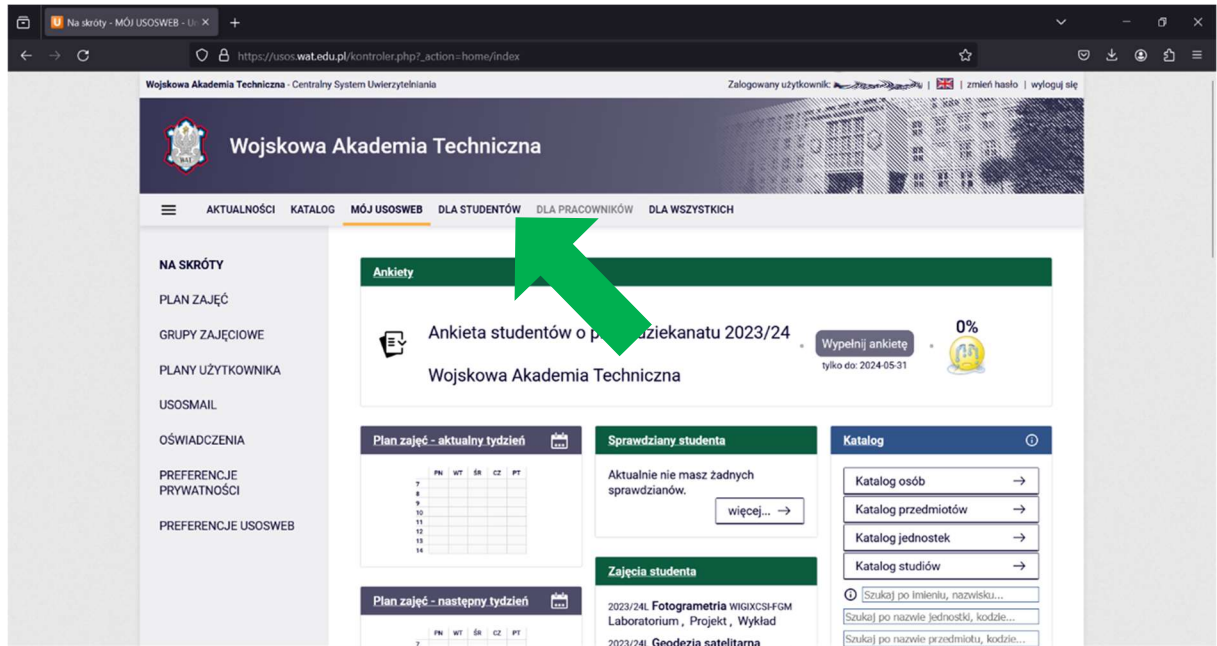 Na skróty - MÓJ USOSWEB - U
https://usos.wat.edu.pl/kontroler.php?_action=home/index
Wojskowa Akademia Techniczna - Centralny System Uwierzytelniania
Zalogowany użytkownik: | zmień hasło | wyloguj się
WAT
Wojskowa Akademia Techniczna
AKTUALNOŚCI KATALOG MÓJ USOSWEB DLA STUDENTÓW DLA PRACOWNIKÓW DLA WSZYSTKICH
NA SKRÓTY
PLAN ZAJĘĆ
GRUPY ZAJĘCIOWE
PLANY UŻYTKOWNIKA
USOSMAIL
OŚWIADCZENIA
PREFERENCJE
PRYWATNOŚCI
PREFERENCJE USOSWEB
Ankiety
Ankieta studentów o p dziekanatu 2023/24
Wojskowa Akademia Techniczna
Wypełnij ankietę
tylko do: 2024-05-31
0%
Plan zajęć - aktualny tydzień
PN WT ŚR CZ PT
7
8
9
10
11
12
13
14
Plan zajęć - następny tydzień
PN WT ŚR CZ PT
7
Sprawdziany studenta
Aktualnie nie masz żadnych
sprawdzianów.
więcej... →
Zajęcia studenta
2023/24L Fotogrametria WIGIXCSI-FGM
Laboratorium , Projekt , Wykład
2023/24L Geodezja satelitarna
Katalog
Katalog osób →
Katalog przedmiotów →
Katalog jednostek →
Katalog studiów →
Szukaj po imieniu, nazwisku...
Szukaj po nazwie jednostki, kodzie...
Szukaj po nazwie przedmiotu, kodzie...